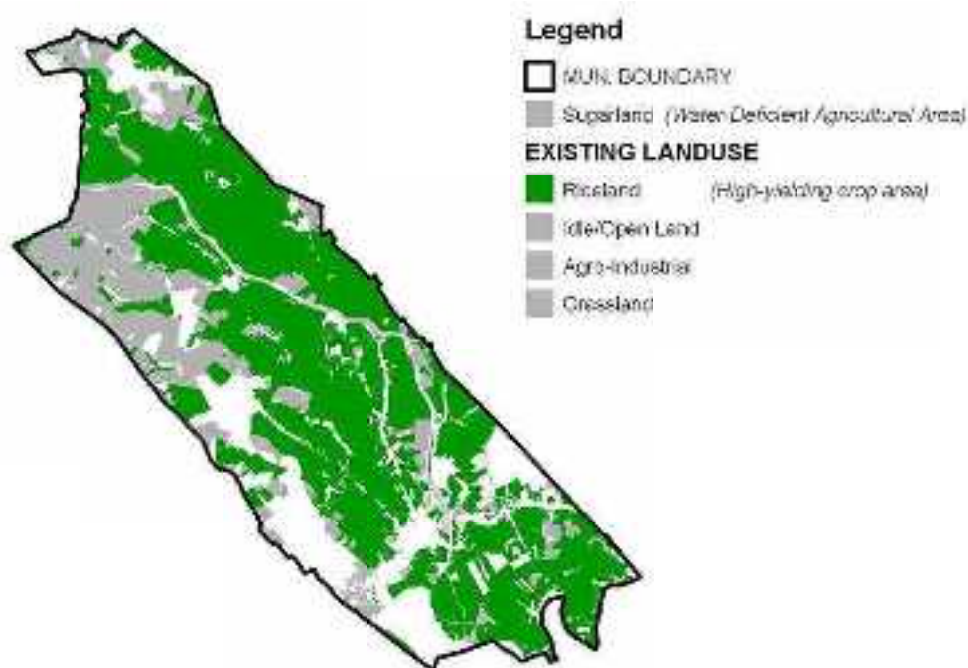 Legend
MUN. BOUNDARY
Sugarland (Water Deficient Agricultural Area)
EXISTING LANDUSE
Riceland (High-yielding crop area)
Idle/Open Land
Agro-Industrial
Grassland